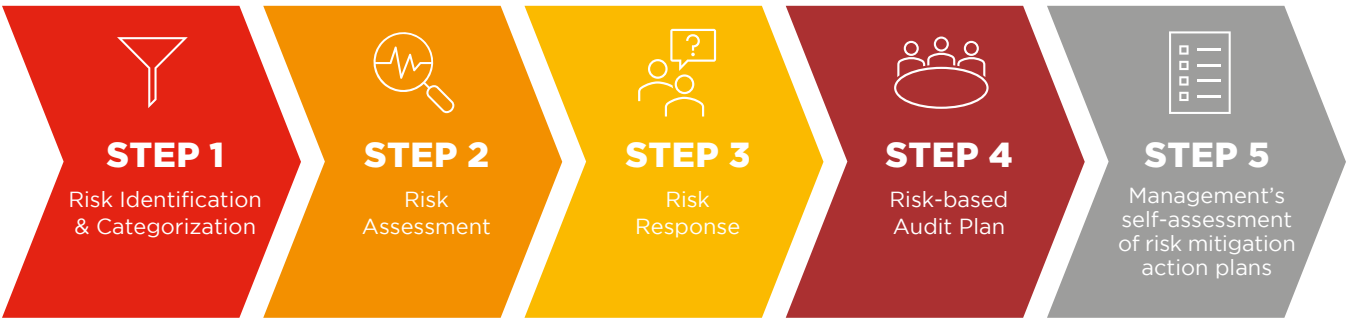 ?
STEP 1
Risk Identification
& Categorization
STEP 2
Risk
Assessment
STEP 3
Risk
Response
STEP 4
Risk-based
Audit Plan
STEP 5
Management's
self-assessment
of risk mitigation
action plans